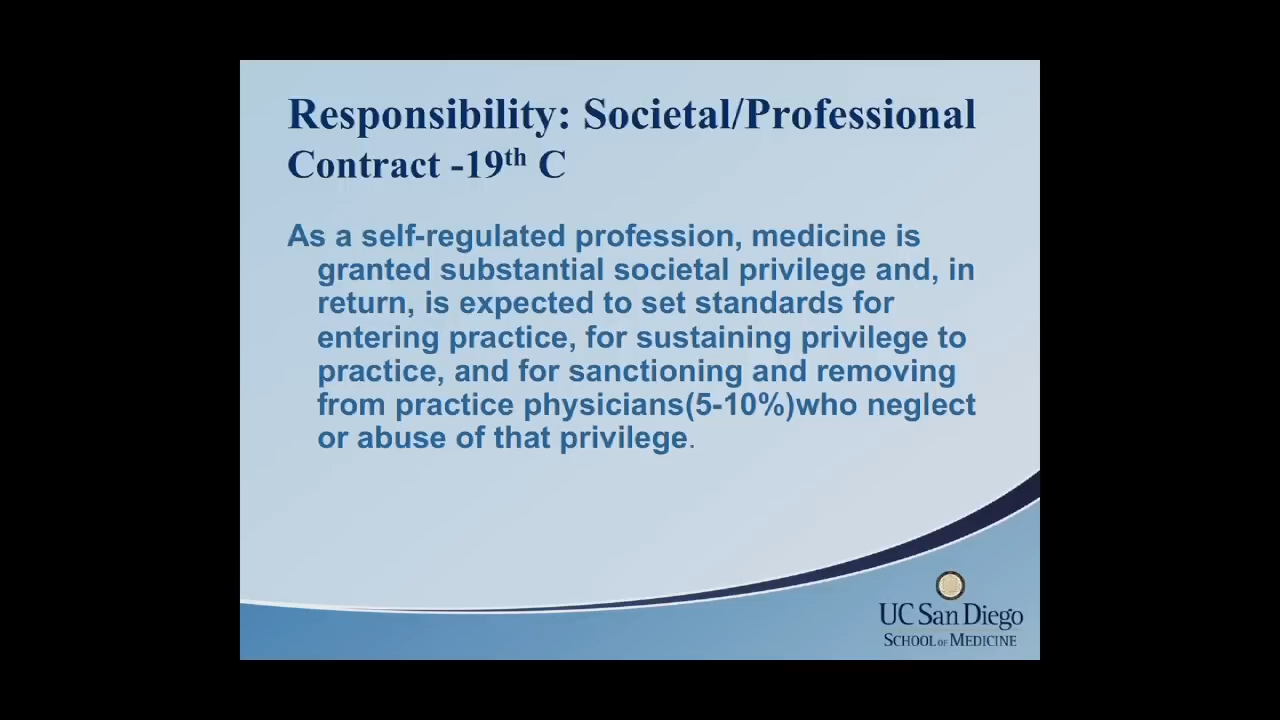 Responsibility: Societal/Professional
Contract -19th C
As a self-regulated profession, medicine is
granted substantial societal privilege and, in
return, is expected to set standards for
entering practice, for sustaining privilege to
practice, and for sanctioning and removing
from practice physicians(5-10%)who neglect
or abuse of that privilege.
UC San Diego
SCHOOL OF MEDICINE